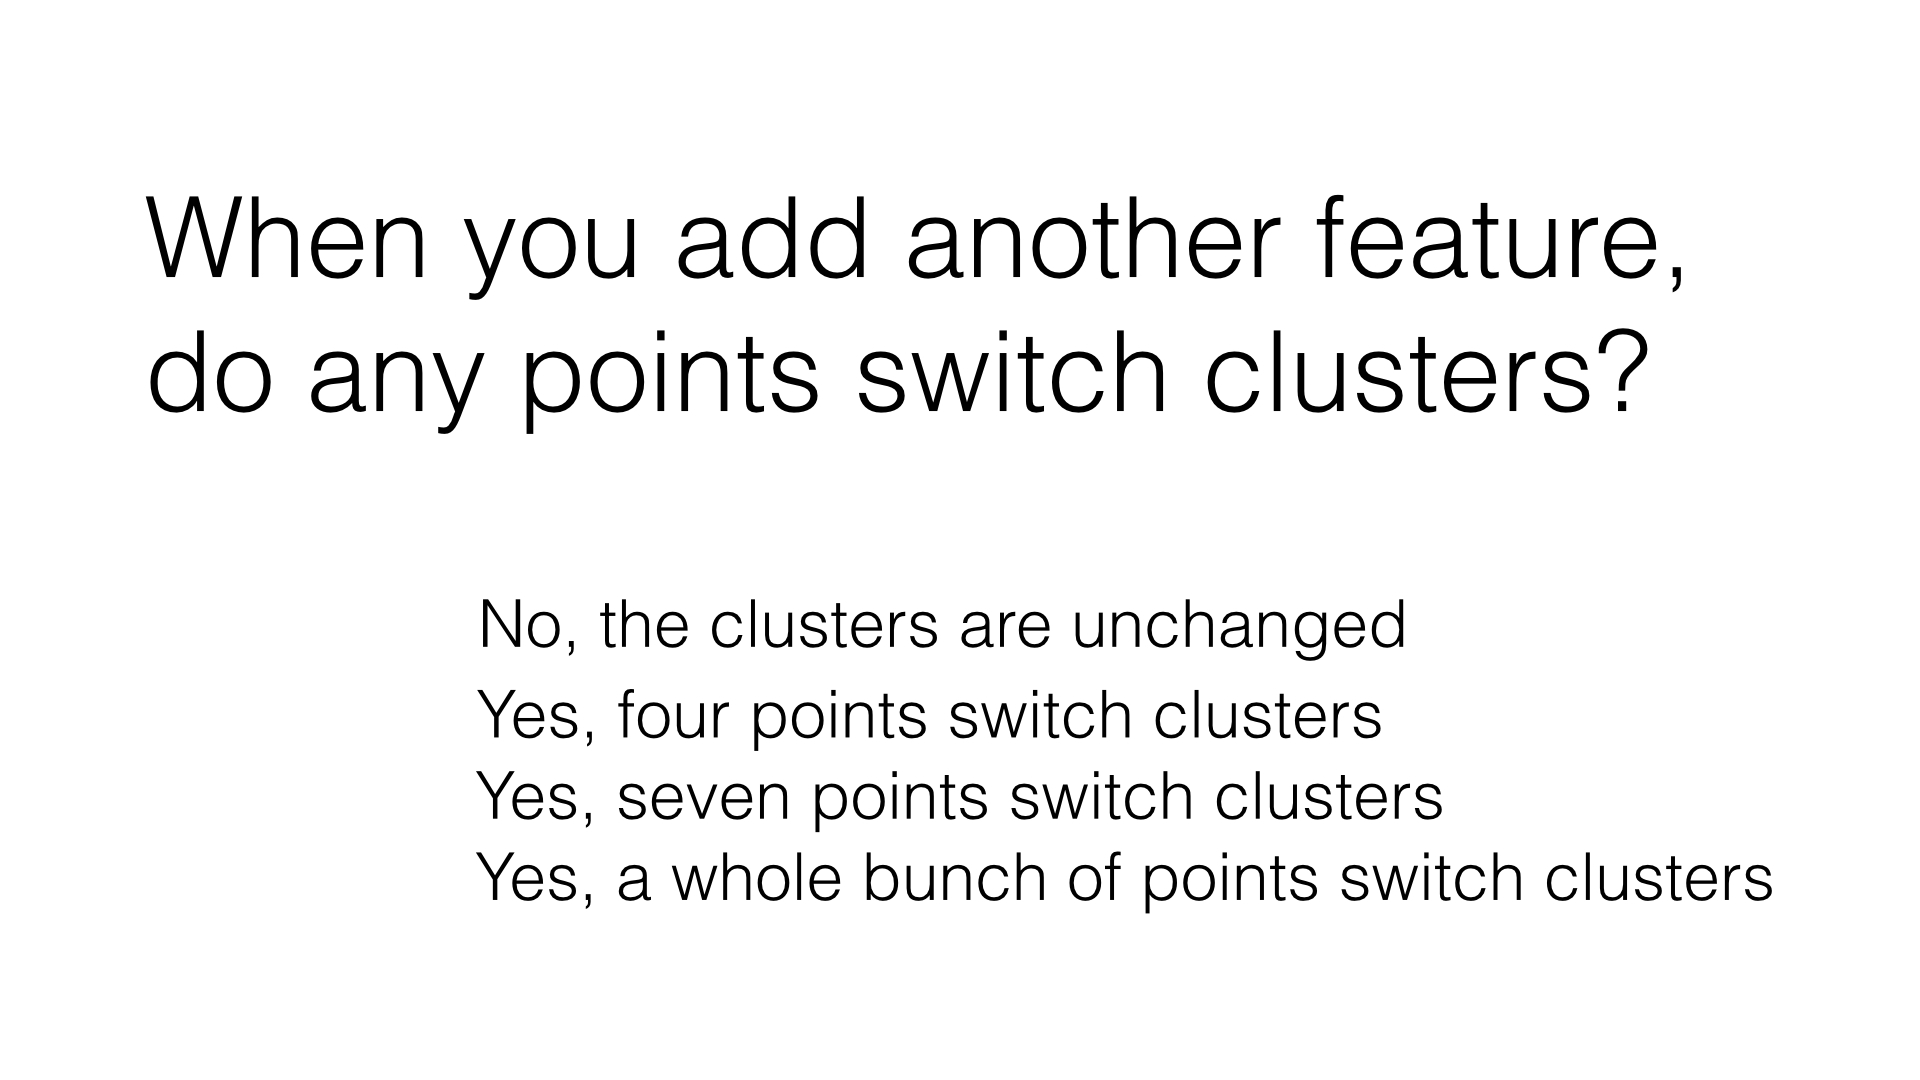 When you add another feature,
do any points switch clusters?
No, the clusters are unchanged
Yes, four points switch clusters
Yes, seven points switch clusters
Yes, a whole bunch of points switch clusters